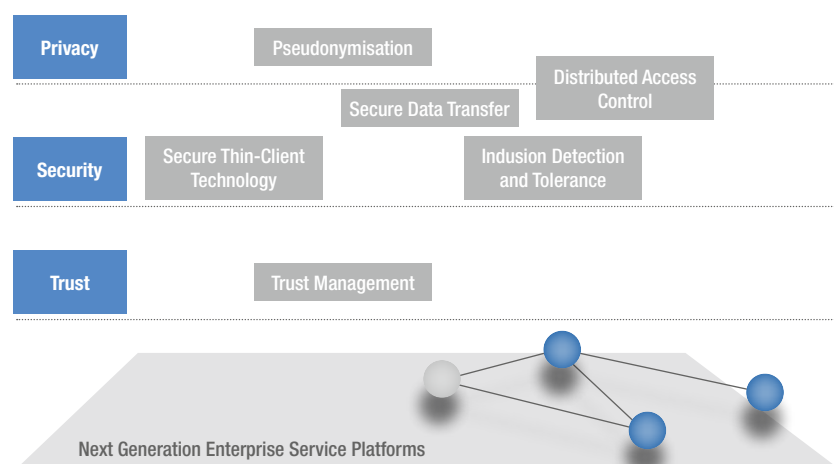 Privacy
Pseudonymisation
Distributed Access
Control
Secure Data Transfer
Security
Secure Thin-Client
Technology
Indusion Detection
and Tolerance
Trust
Trust Management
Next Generation Enterprise Service Platforms